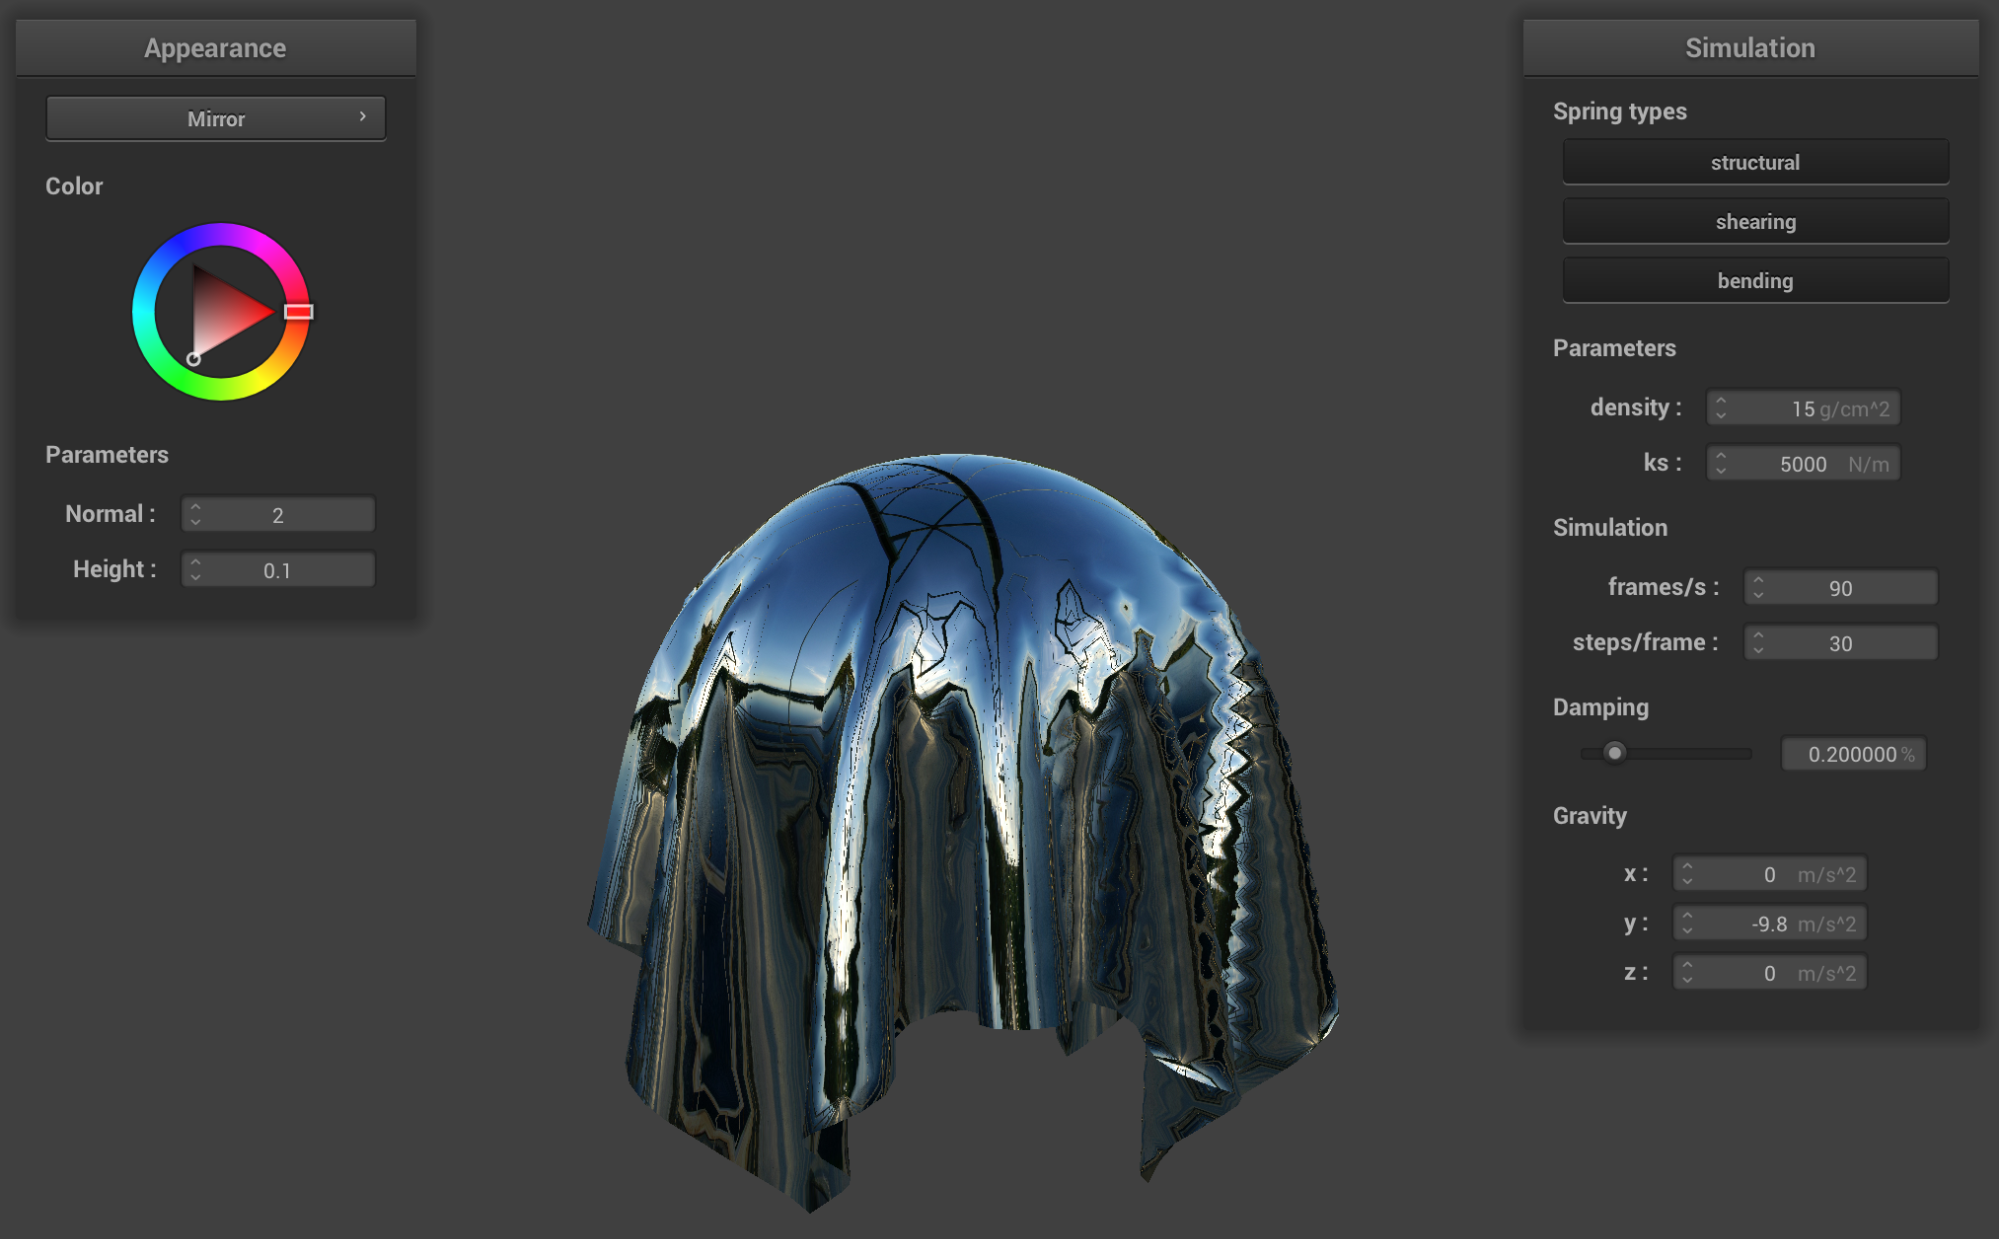 Appearance
Mirror
Color
Parameters
Normal : 2
Height : 0.1
Simulation
Spring types
structural
shearing
bending
Parameters
density : 15 g/cm^2
ks : 5000 N/m
Simulation
frames/s : 90
steps/frame : 30
Damping
0.200000 %
Gravity
x : 0 m/s^2
y : -9.8 m/s^2
z : 0 m/s^2